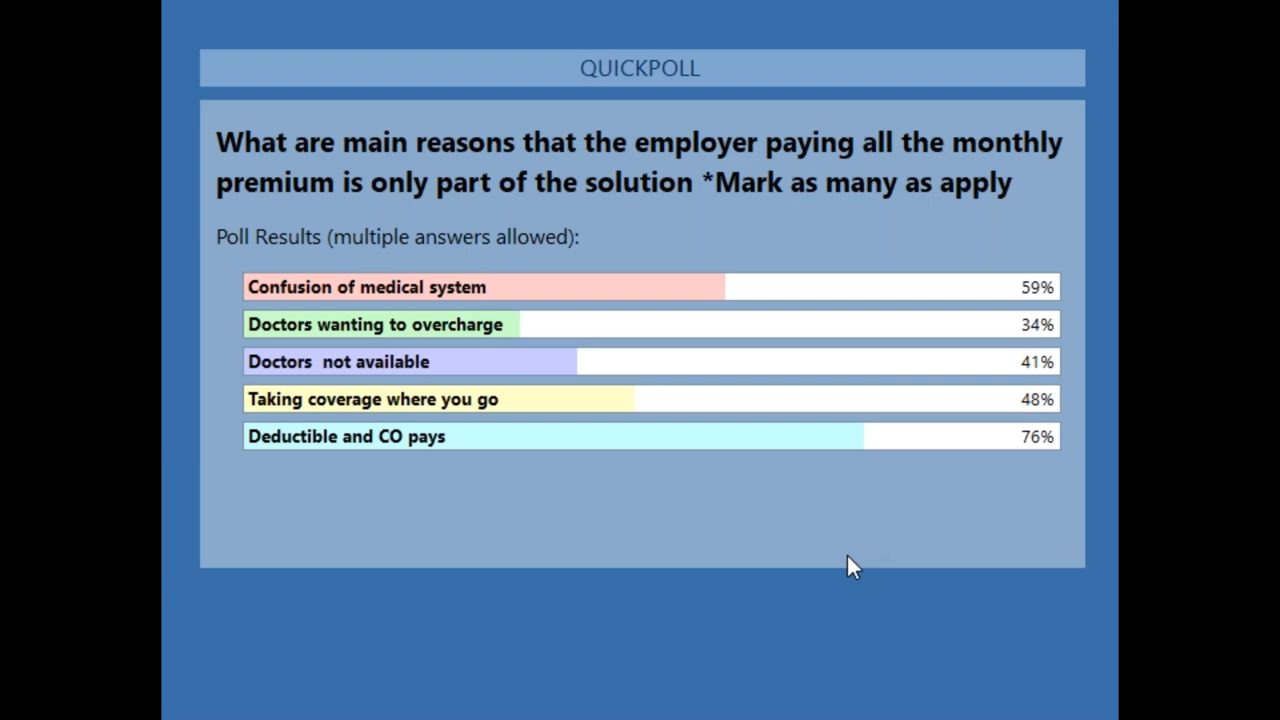 QUICKPOLL
What are main reasons that the employer paying all the monthly
premium is only part of the solution *Mark as many as apply
Poll Results (multiple answers allowed):
Confusion of medical system 59%
Doctors wanting to overcharge 34%
Doctors  not available 41%
Taking coverage where you go 48%
Deductible and CO pays 76%